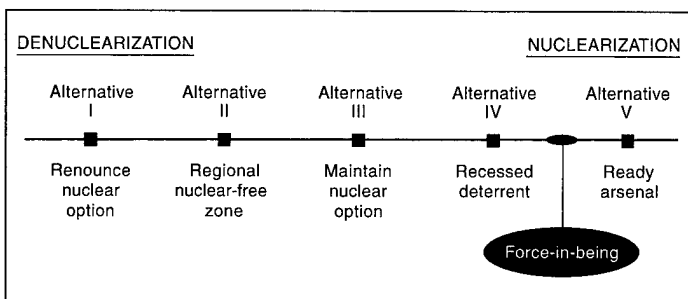 DENUCLEARIZATION
NUCLEARIZATION
Alternative
I
Alternative
II
Alternative
III
Alternative
IV
Alternative
V
Renounce
nuclear
option
Regional
nuclear-free
zone
Maintain
nuclear
option
Recessed
deterrent
Ready
arsenal
Force-in-being